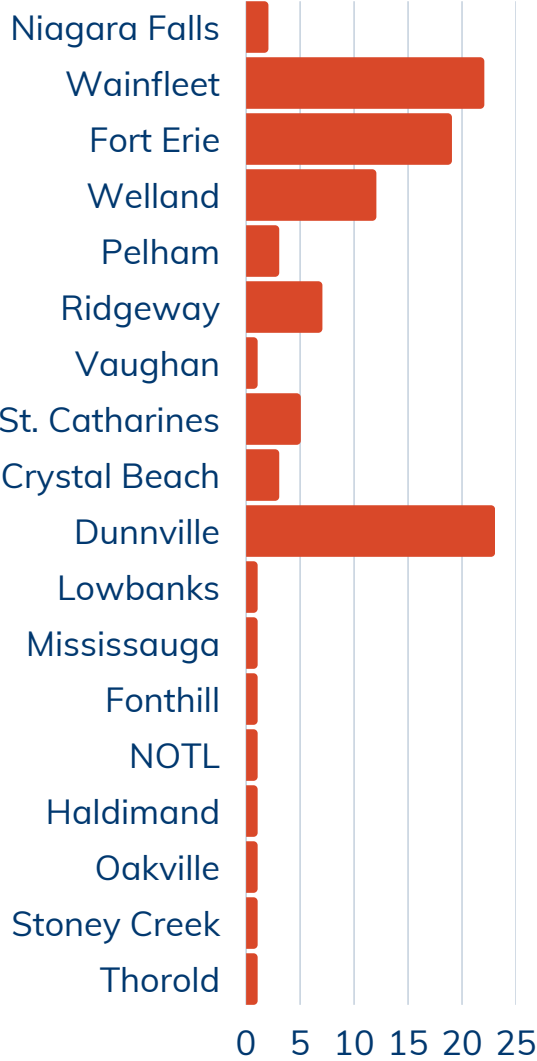 Niagara Falls
Wainfleet
Fort Erie
Welland
Pelham
Ridgeway
Vaughan
St. Catharines
Crystal Beach
Dunnville
Lowbanks
Mississauga
Fonthill
NOTL
Haldimand
Oakville
Stoney Creek
Thorold
0 5 10 15 20 25